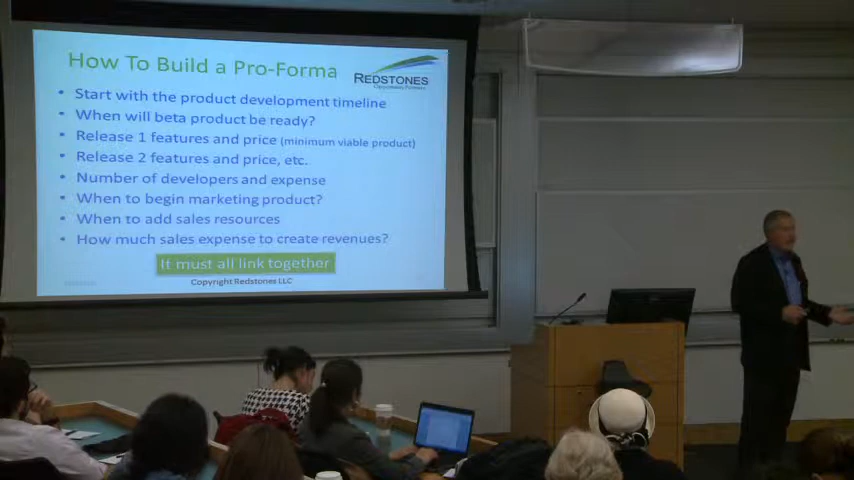 How To Build a Pro-Forma
REDSTONES
• Start with the product development timeline
• When will beta product be ready?
• Release 1 features and price (minimum viable product)
• Release 2 features and price, etc.
• Number of developers and expense
• When to begin marketing product?
• When to add sales resources
• How much sales expense to create revenues?
It must all link together
Copyright Redstones LLC